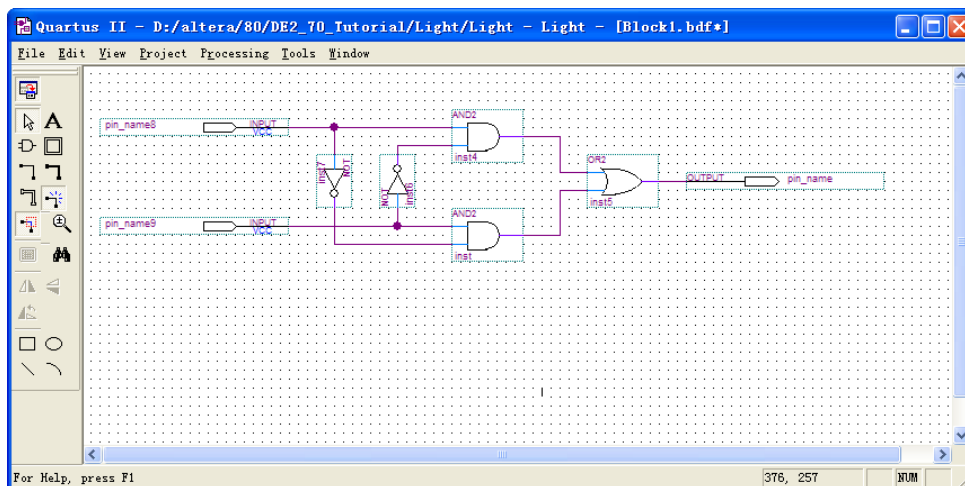 Quartus II - D:/altera/80/DE2_70_Tutorial/Light/Light - Light - [Block1.bdf*]
File Edit View Project Processing Tools Window
AND2
pin_name8 INPUT VCC
inst4
OR2
inst7 NOT
NOT inst6
OUTPUT pin_name
inst5
AND2
pin_name9 INPUT VCC
inst
For Help, press F1 376, 257 NUM